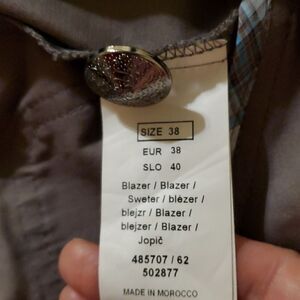 SIZE 38
EUR 38
SLO 40
Blazer / Blazer /
Sweter / blézer /
blejzr / Blazer /
blejzer / Blazer /
Jopič
485707 / 62
502877
MADE IN MOROCCO